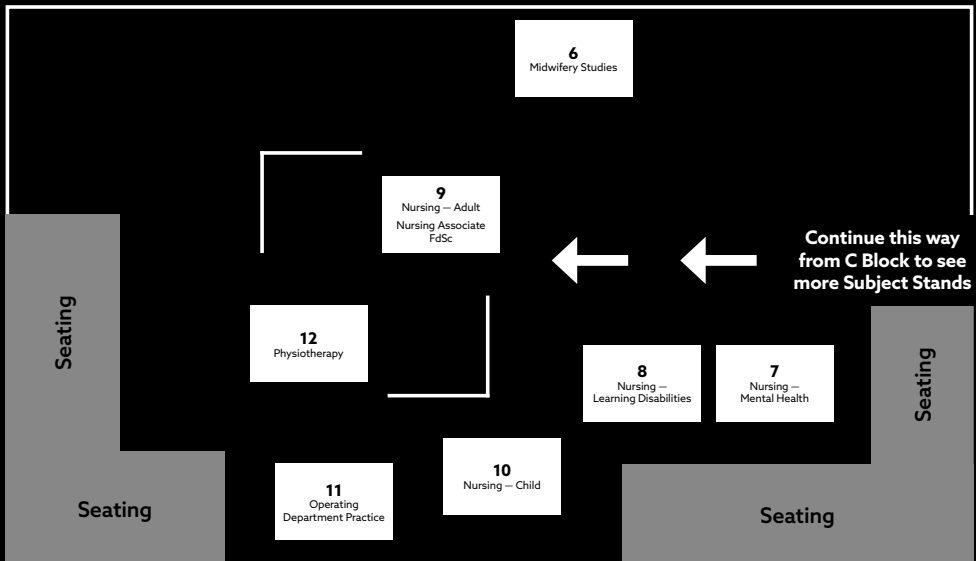 6
Midwifery Studies
9
Nursing – Adult
Nursing Associate
FdSc
Continue this way
from C Block to see
more Subject Stands
Seating
12
Physiotherapy
8
Nursing –
Learning Disabilities
7
Nursing –
Mental Health
Seating
10
Nursing – Child
11
Operating
Department Practice
Seating
Seating